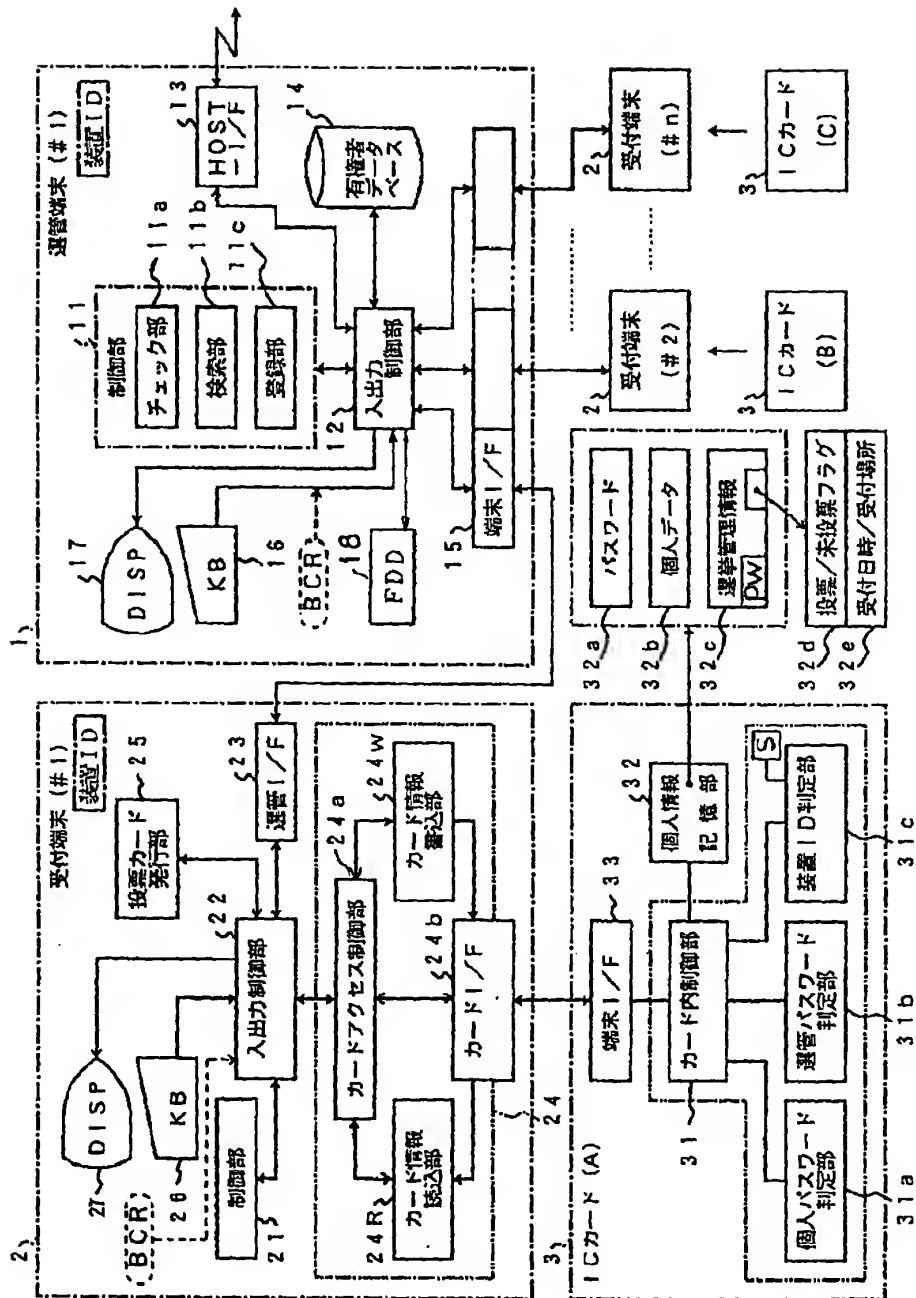 1
選管端末 (#1)
装置ID
17
DISP
KB
16
(BCR)
18
FDD
制御部
11
チェック部
11a
検索部
11b
登録部
11c
12
入出力
制御部
13
HOST
-I/F
14
有権者
データ
ベース
15
端末I/F
2
受付端末
(#2)
2
受付端末
(#n)
3
ICカード
(B)
3
ICカード
(C)
2
受付端末 (#1)
装置ID
27
DISP
KB
26
(BCR)
投票カード
発行部
25
22
入出力制御部
23
選管I/F
制御部
21
24a
カードアクセス制御部
24W
カード情報
書込部
24R
カード情報
読込部
24b
カードI/F
24
3
ICカード (A)
端末I/F
33
カード内制御部
31
32
個人情報
記憶部
個人パスワード
判定部
31a
選管パスワード
判定部
31b
装置ID判定部
31c
S
パスワード
32a
個人データ
32b
選挙管理情報
PW
32c
投票/未投票フラグ
32d
受付日時/受付場所
32e